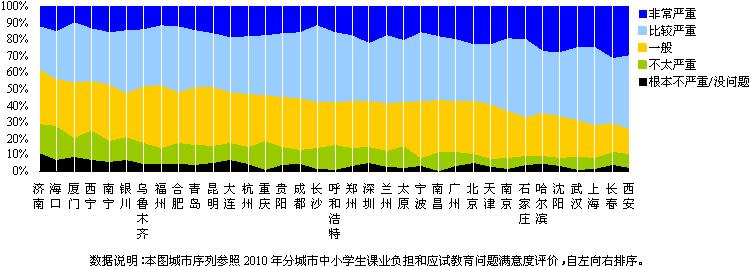 100%
90%
80%
70%
60%
50%
40%
30%
20%
10%
0%
非常严重
比较严重
一般
不太严重
根本不严重/没问题
济南
海口
厦门
西宁
南宁
银川
乌鲁木齐
福州
合肥
青岛
昆明
大连
杭州
重庆
贵阳
成都
长沙
呼和浩特
郑州
深圳
兰州
太原
宁波
南昌
广州
北京
天津
南京
石家庄
哈尔滨
沈阳
武汉
上海
长春
西安
数据说明:本图城市序列参照 2010 年分城市中小学生课业负担和应试教育问题满意度评价,自左向右排序。